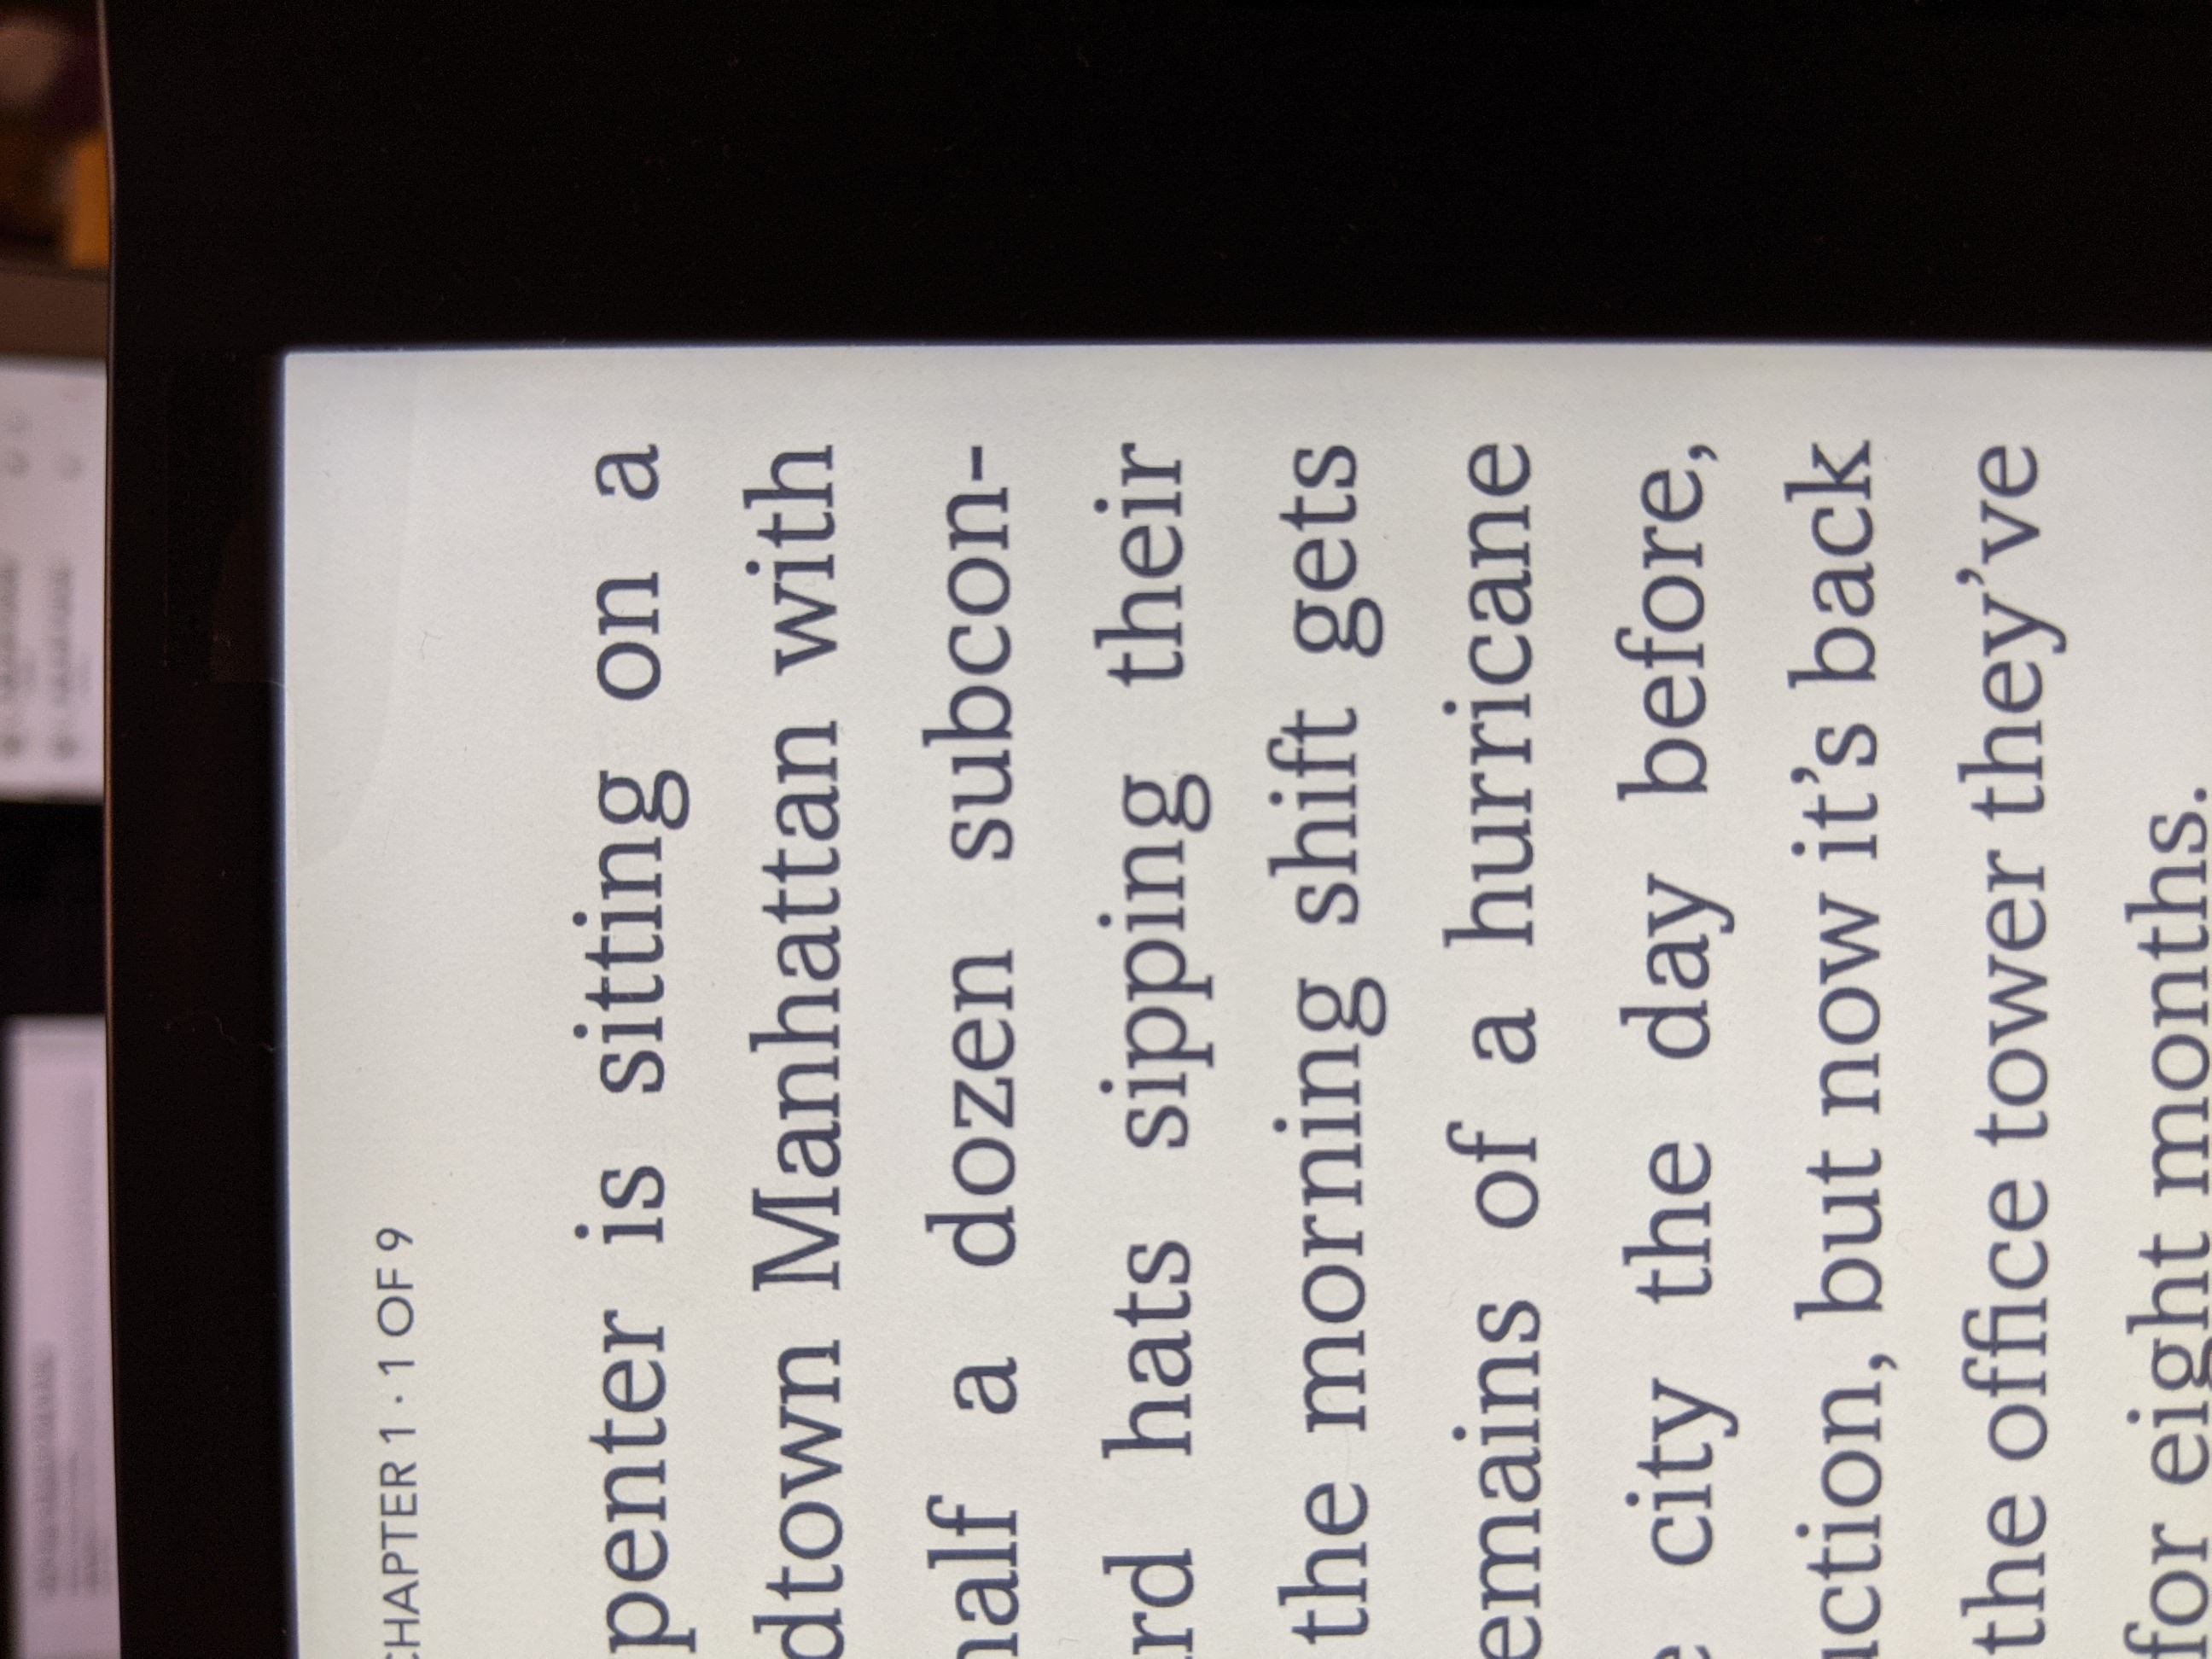 CHAPTER 1 · 1 OF 9
penter is sitting on a
dtown Manhattan with
half a dozen subcon-
rd hats sipping their
the morning shift gets
emains of a hurricane
e city the day before,
uction, but now it’s back
the office tower they’ve
for eight months.